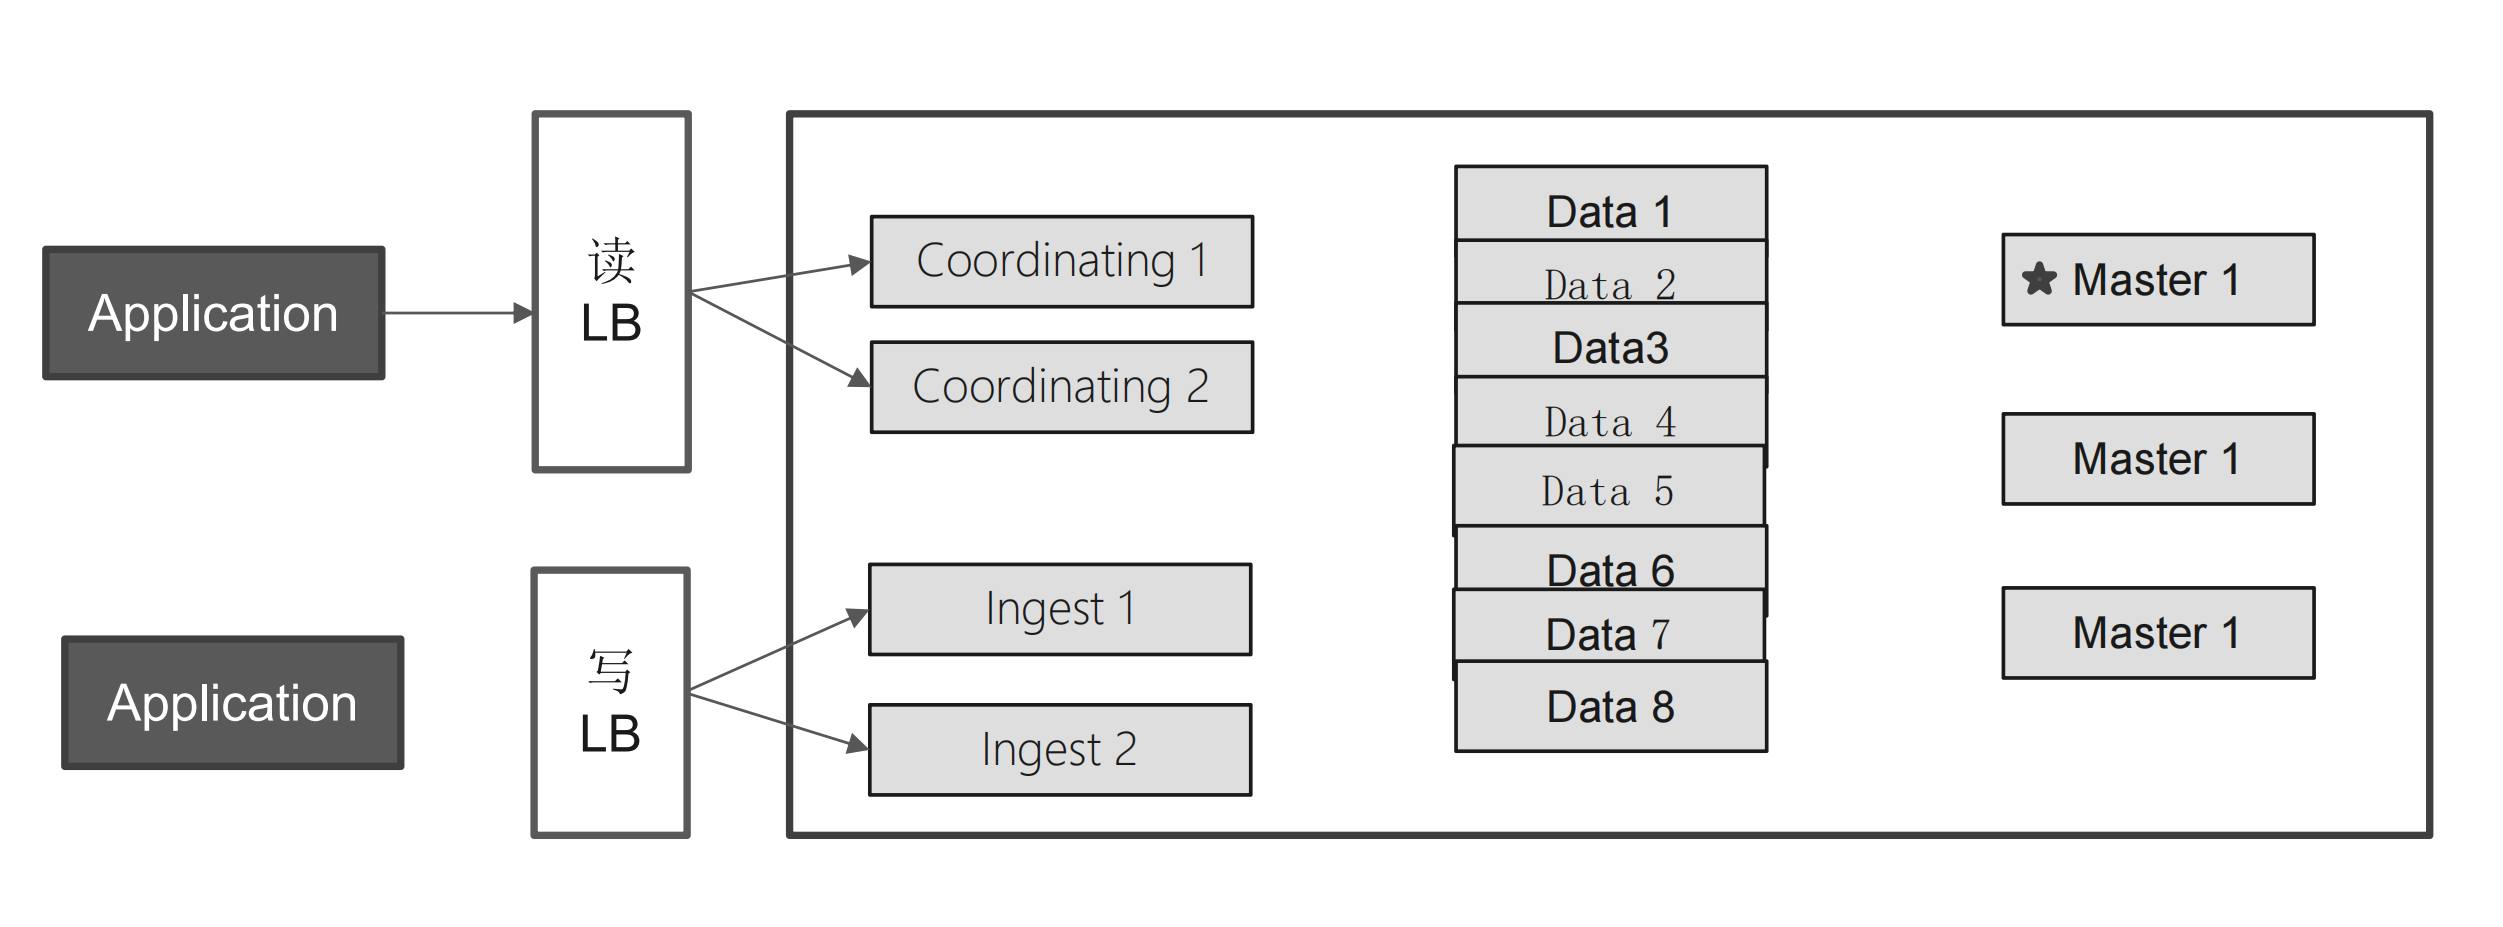 Application
读
LB
Coordinating 1
Coordinating 2
Application
写
LB
Ingest 1
Ingest 2
Data 1
Data 2
Data3
Data 4
Data 5
Data 6
Data 7
Data 8
Master 1
Master 1
Master 1